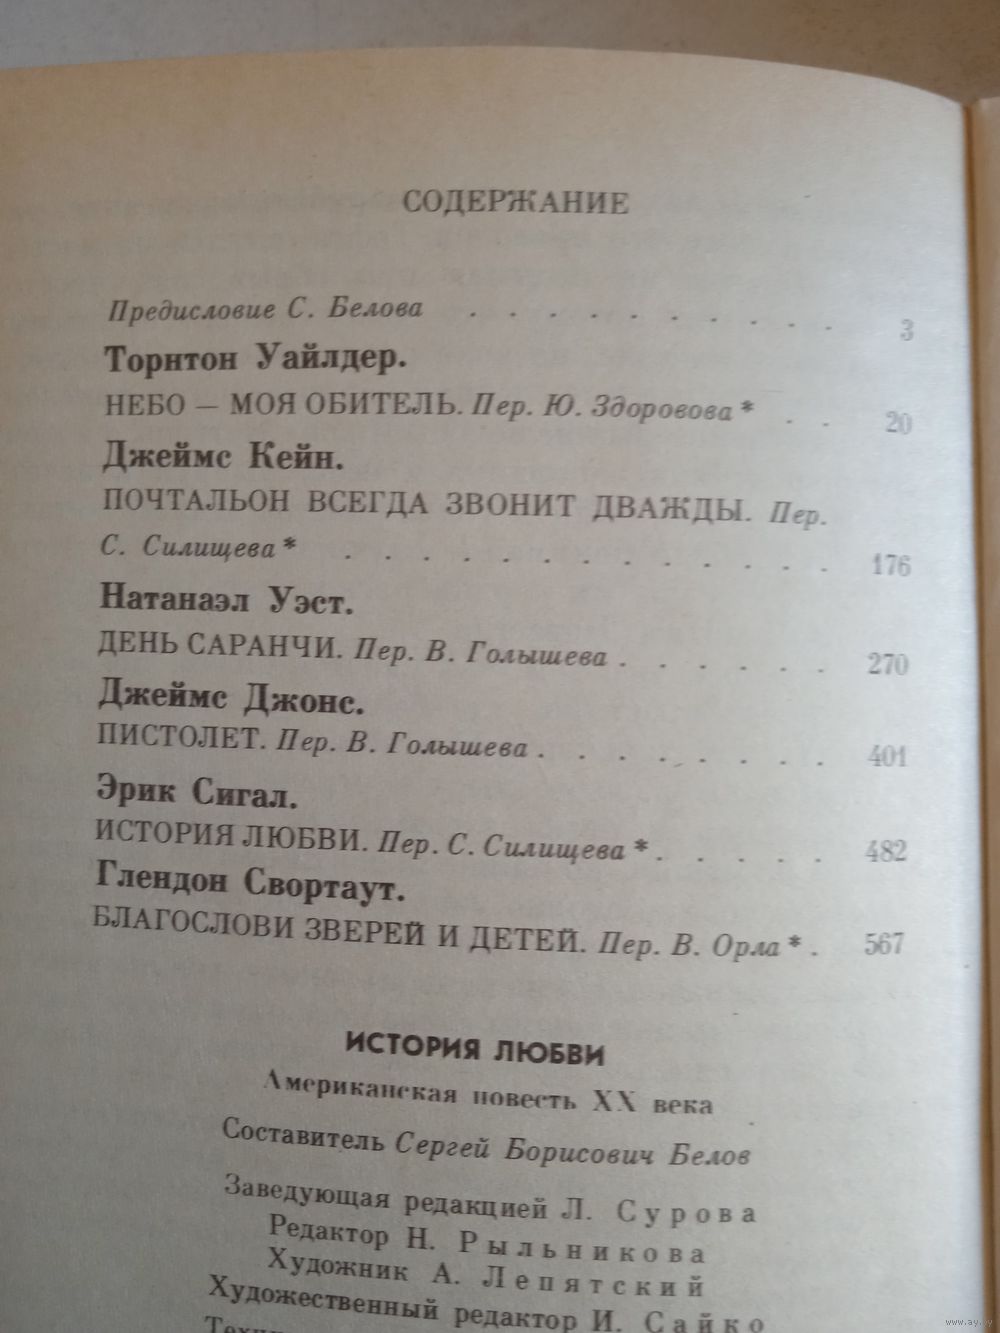 СОДЕРЖАНИЕ
Предисловие С. Белова . . . . . . . . . . 3
Торнтон Уайлдер.
НЕБО — МОЯ ОБИТЕЛЬ. Пер. Ю. Здоровова * . . 20
Джеймс Кейн.
ПОЧТАЛЬОН ВСЕГДА ЗВОНИТ ДВАЖДЫ. Пер.
С. Силищева * . . . . . . . . . . . . . 176
Натанаэл Уэст.
ДЕНЬ САРАНЧИ. Пер. В. Голышева . . . . . . 270
Джеймс Джонс.
ПИСТОЛЕТ. Пер. В. Голышева . . . . . . . . 401
Эрик Сигал.
ИСТОРИЯ ЛЮБВИ. Пер. С. Силищева * . . . . . 482
Глендон Свортаут.
БЛАГОСЛОВИ ЗВЕРЕЙ И ДЕТЕЙ. Пер. В. Орла * . 567
ИСТОРИЯ ЛЮБВИ
Американская повесть XX века
Составитель Сергей Борисович Белов
Заведующая редакцией Л. Сурова
Редактор Н. Рыльникова
Художник А. Лепятский
Художественный редактор И. Сайко
www.ay.by